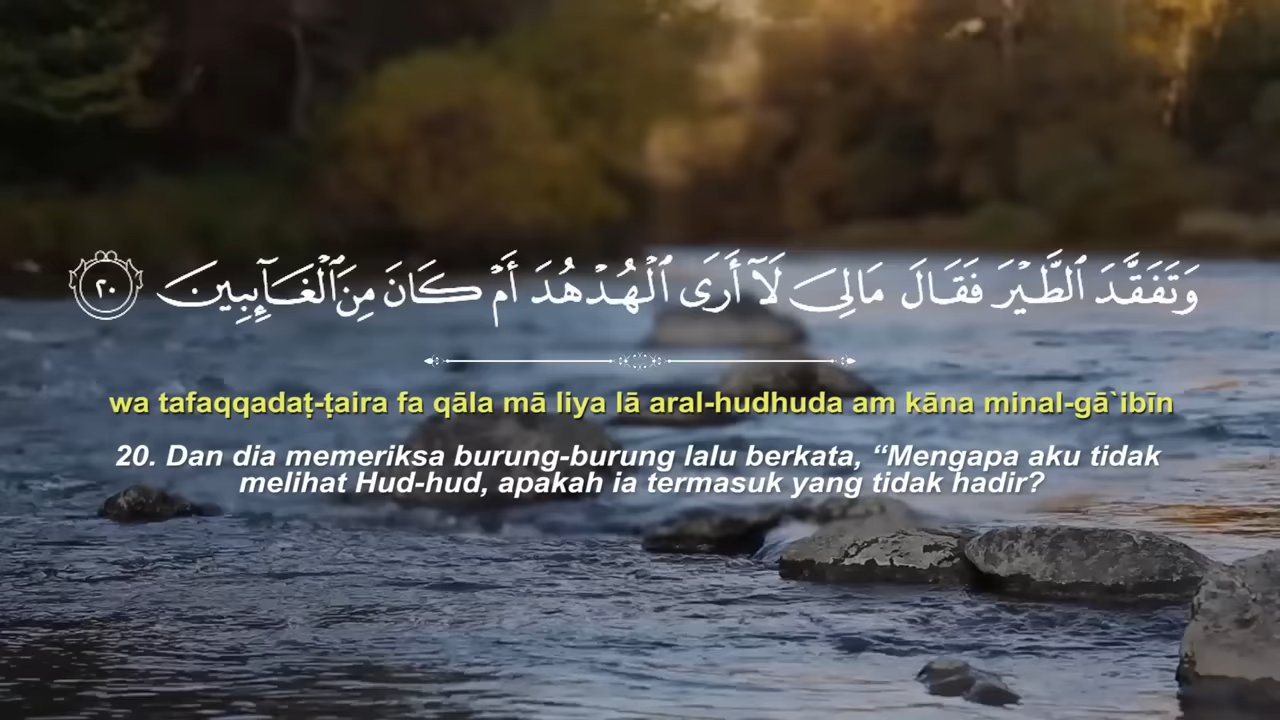 وَتَفَقَّدَ ٱلطَّيْرَ فَقَالَ مَالِىَ لَآ أَرَى ٱلْهُدْهُدَ أَمْ كَانَ مِنَ ٱلْغَآئِبِينَ ٢٠
wa tafaqqadaṭ-ṭaira fa qāla mā liya lā aral-hudhuda am kāna minal-gā`ibīn
20. Dan dia memeriksa burung-burung lalu berkata, “Mengapa aku tidak
melihat Hud-hud, apakah ia termasuk yang tidak hadir?